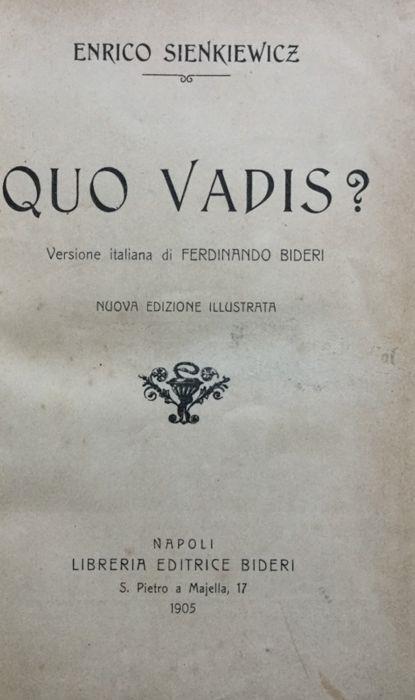 ENRICO SIENKIEWICZ
QUO VADIS?
Versione italiana di FERDINANDO BIDERI
NUOVA EDIZIONE ILLUSTRATA
NAPOLI
LIBRERIA EDITRICE BIDERI
S. Pietro a Majella, 17
1905